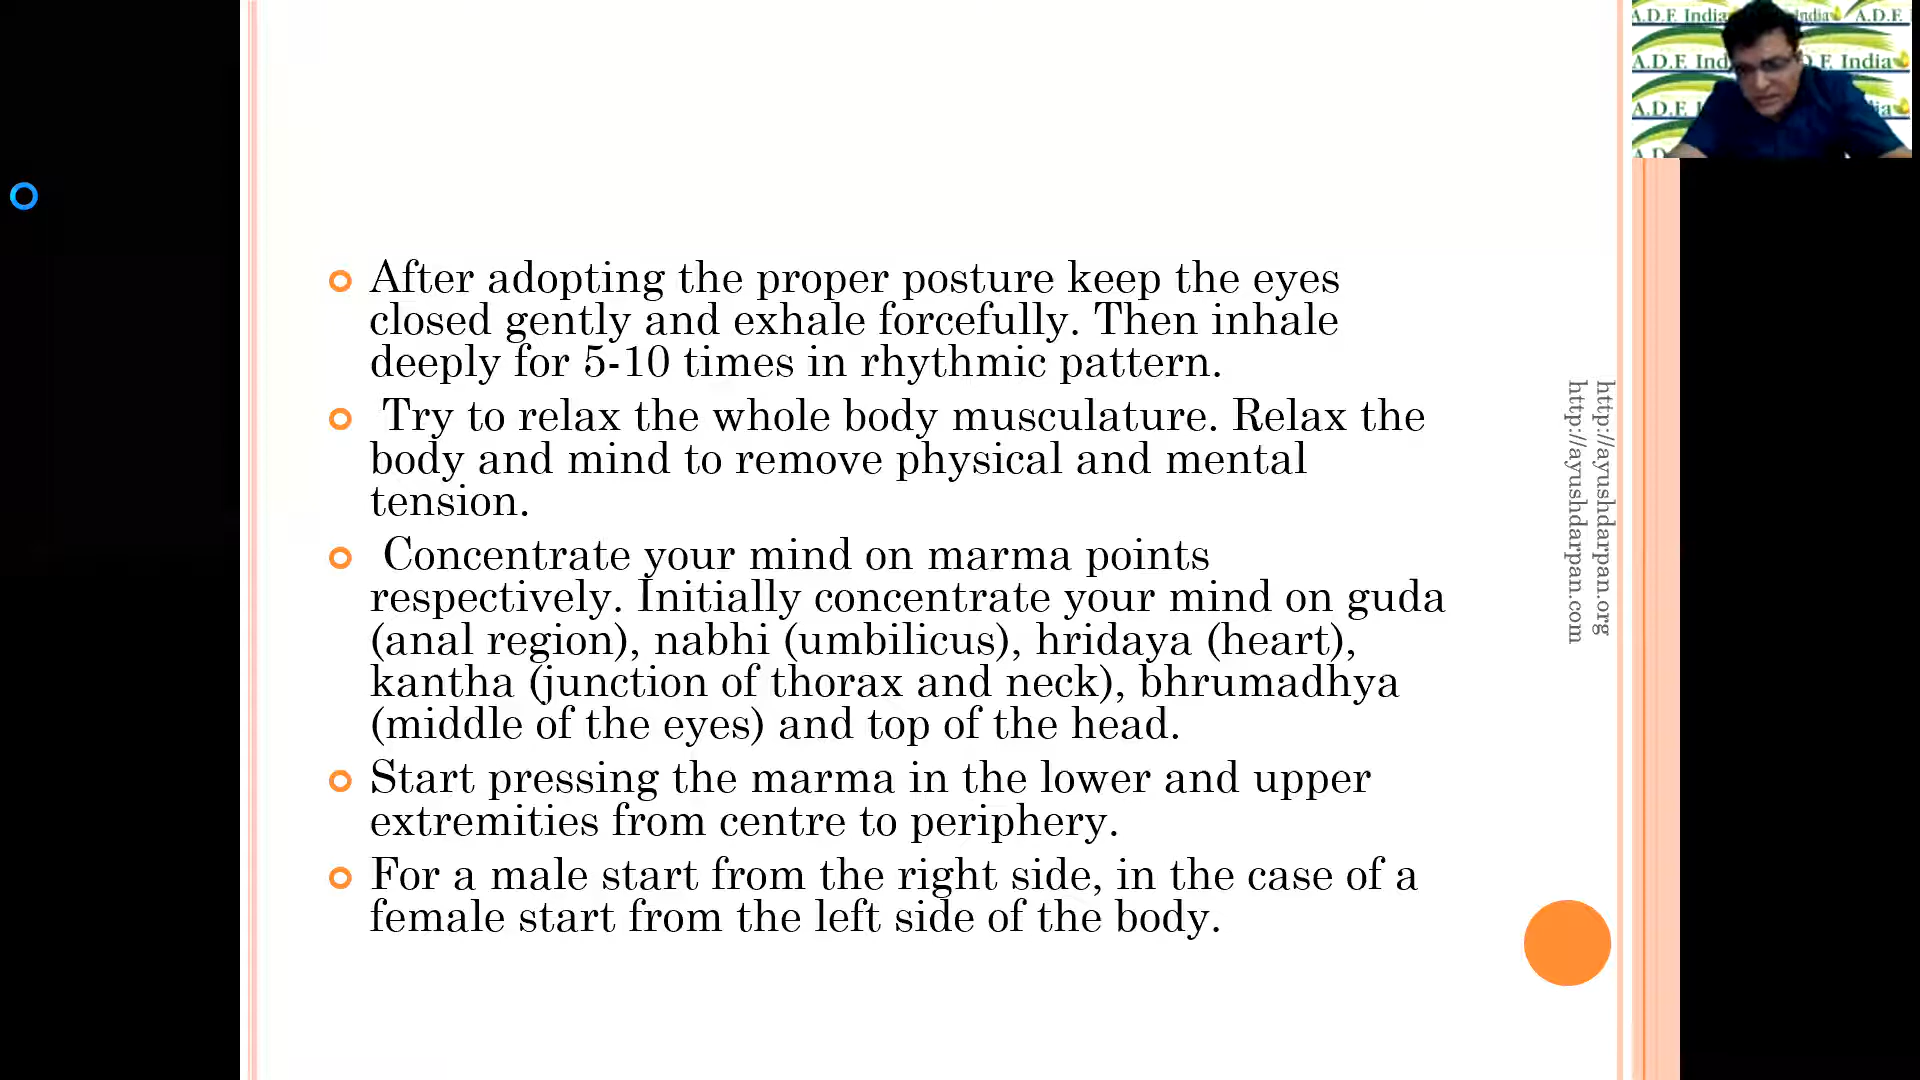 A.D.F. India
India
A.D.F.
A.D.F. Ind
D.F. India
A.D.F.
ia
A.D
After adopting the proper posture keep the eyes
closed gently and exhale forcefully. Then inhale
deeply for 5-10 times in rhythmic pattern.
Try to relax the whole body musculature. Relax the
body and mind to remove physical and mental
tension.
Concentrate your mind on marma points
respectively. Initially concentrate your mind on guda
(anal region), nabhi (umbilicus), hridaya (heart),
kantha (junction of thorax and neck), bhrumadhya
(middle of the eyes) and top of the head.
Start pressing the marma in the lower and upper
extremities from centre to periphery.
For a male start from the right side, in the case of a
female start from the left side of the body.
http://ayushdarpan.org
http://ayushdarpan.com